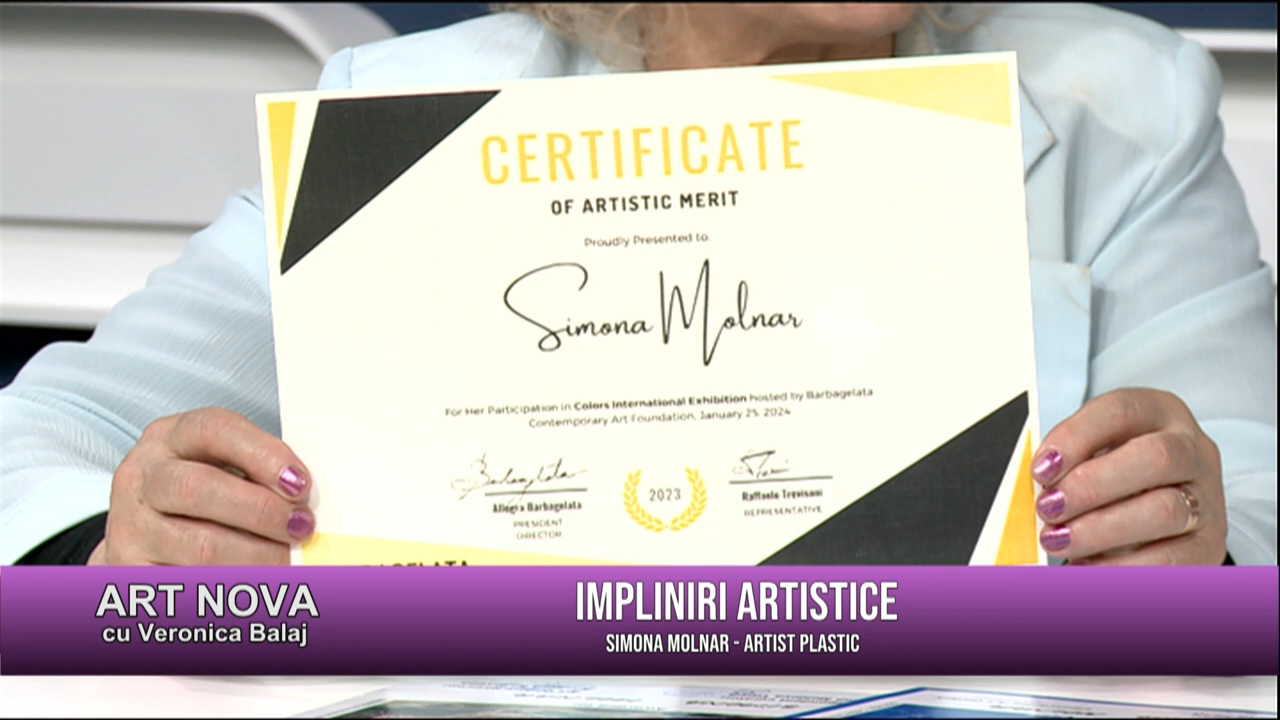 CERTIFICATE
OF ARTISTIC MERIT
Proudly Presented to:
Simona Molnar
For Her Participation in Colors International Exhibition hosted by Barbagelata
Contemporary Art Foundation, January 25, 2024
Allegra Barbagelata
PRESIDENT
DIRECTOR
2023
Raffaele Trevisani
REPRESENTATIVE
ART NOVA
cu Veronica Balaj
IMPLINIRI ARTISTICE
SIMONA MOLNAR - ARTIST PLASTIC